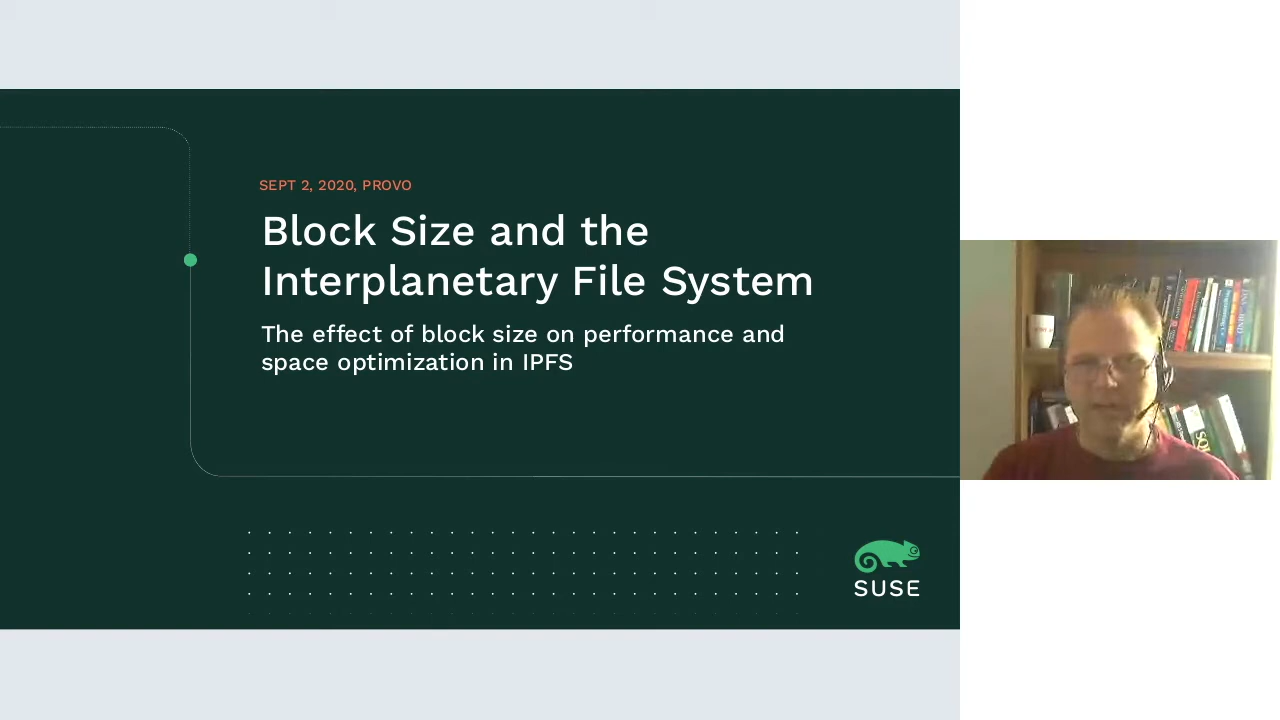 SEPT 2, 2020, PROVO
Block Size and the
Interplanetary File System
The effect of block size on performance and
space optimization in IPFS
SUSE